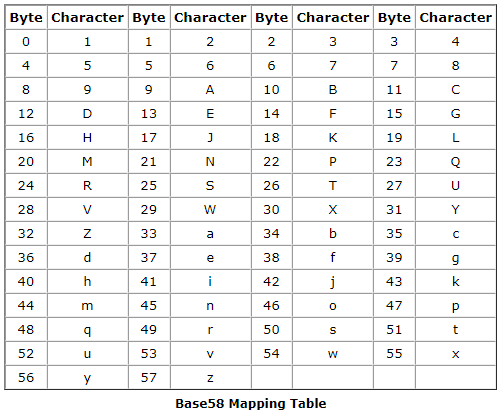 Byte Character Byte Character Byte Character Byte Character
0 1 1 2 2 3 3 4
4 5 5 6 6 7 7 8
8 9 9 A 10 B 11 C
12 D 13 E 14 F 15 G
16 H 17 J 18 K 19 L
20 M 21 N 22 P 23 Q
24 R 25 S 26 T 27 U
28 V 29 W 30 X 31 Y
32 Z 33 a 34 b 35 c
36 d 37 e 38 f 39 g
40 h 41 i 42 j 43 k
44 m 45 n 46 o 47 p
48 q 49 r 50 s 51 t
52 u 53 v 54 w 55 x
56 y 57 z
Base58 Mapping Table